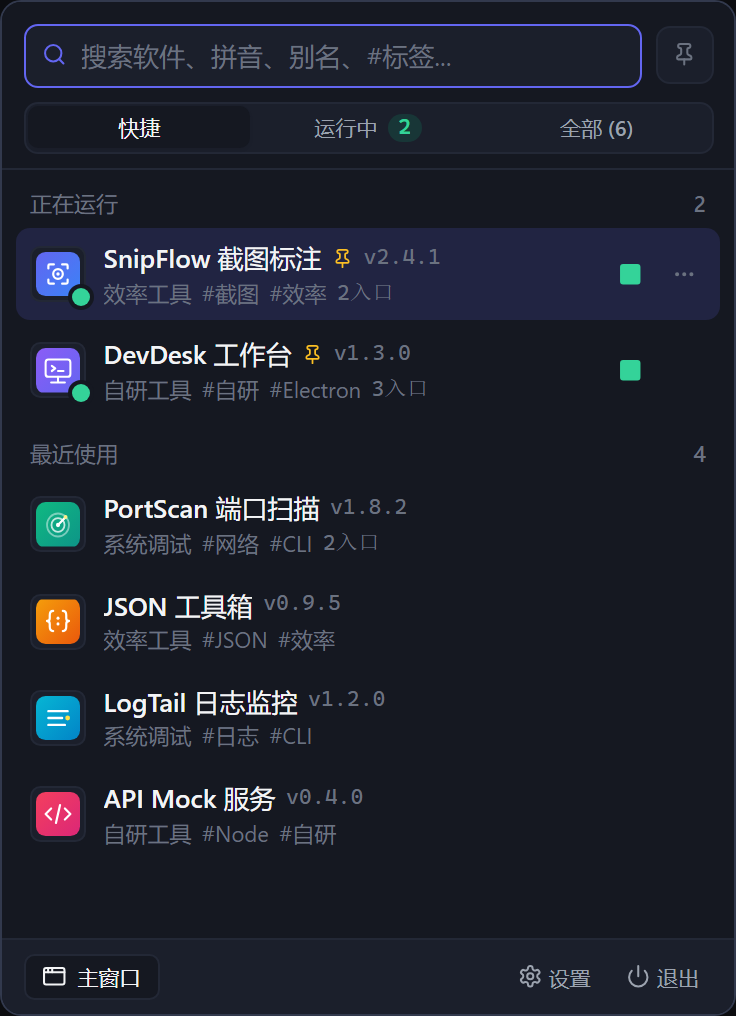 搜索软件、拼音、别名、#标签...
快捷 运行中 2 全部 (6)
正在运行 2
SnipFlow 截图标注 v2.4.1
效率工具 #截图 #效率 2入口
DevDesk 工作台 v1.3.0
自研工具 #自研 #Electron 3入口
最近使用 4
PortScan 端口扫描 v1.8.2
系统调试 #网络 #CLI 2入口
JSON 工具箱 v0.9.5
效率工具 #JSON #效率
LogTail 日志监控 v1.2.0
系统调试 #日志 #CLI
API Mock 服务 v0.4.0
自研工具 #Node #自研
主窗口 设置 退出